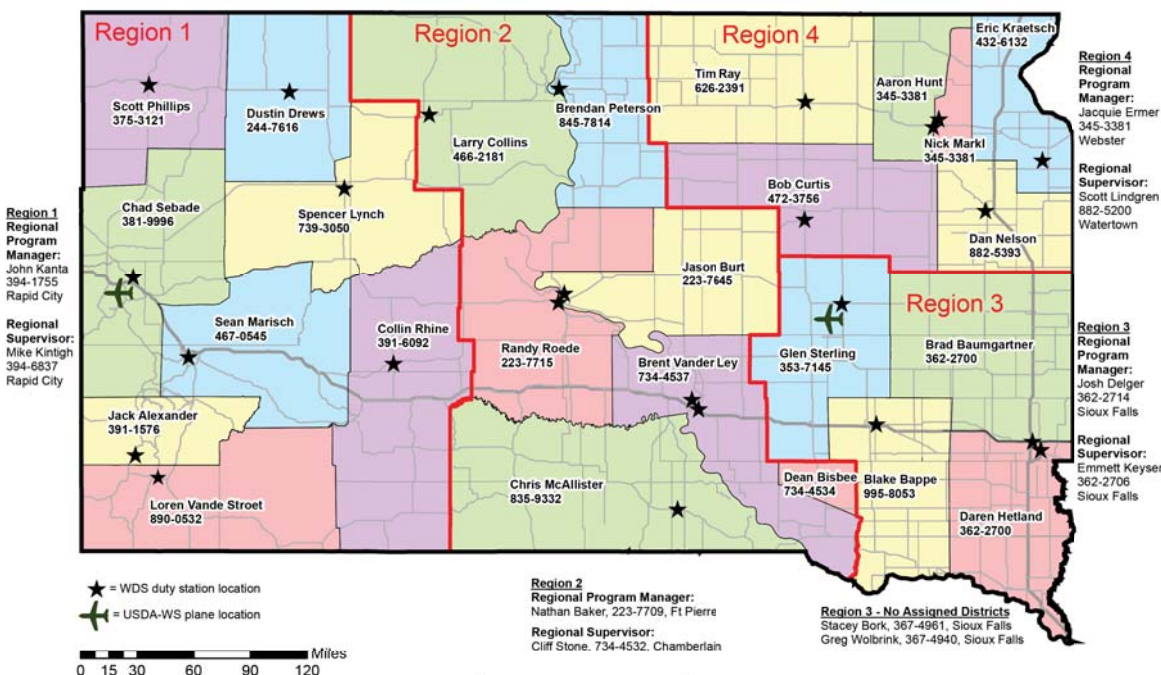 Region 1
Region 2
Region 4
Eric Kraetsch
432-6132
Scott Phillips
375-3121
Dustin Drews
244-7616
Larry Collins
466-2181
Brendan Peterson
845-7814
Tim Ray
626-2391
Aaron Hunt
345-3381
Nick Markl
345-3381
Region 4
Regional
Program
Manager:
Jacquie Ermer
345-3381
Webster
Regional
Supervisor:
Scott Lindgren
882-5200
Watertown
Chad Sebade
381-9996
Spencer Lynch
739-3050
Bob Curtis
472-3756
Dan Nelson
882-5393
Region 1
Regional
Program
Manager:
John Kanta
394-1755
Rapid City
Regional
Supervisor:
Mike Kintigh
394-6837
Rapid City
Jason Burt
223-7645
Region 3
Sean Marisch
467-0545
Collin Rhine
391-6092
Randy Roede
223-7715
Brent Vander Ley
734-4537
Glen Sterling
353-7145
Brad Baumgartner
362-2700
Region 3
Regional
Program
Manager:
Josh Delger
362-2714
Sioux Falls
Regional
Supervisor:
Emmett Keyser
362-2706
Sioux Falls
Jack Alexander
391-1576
Loren Vande Stroet
890-0532
Chris McAllister
835-9332
Dean Bisbee
734-4534
Blake Bappe
995-8053
Daren Hetland
362-2700
= WDS duty station location
= USDA-WS plane location
Miles
0 15 30 60 90 120
Region 2
Regional Program Manager:
Nathan Baker, 223-7709, Ft Pierre
Regional Supervisor:
Cliff Stone, 734-4532, Chamberlain
Region 3 - No Assigned Districts
Stacey Bork, 367-4961, Sioux Falls
Greg Wolbrink, 367-4940, Sioux Falls